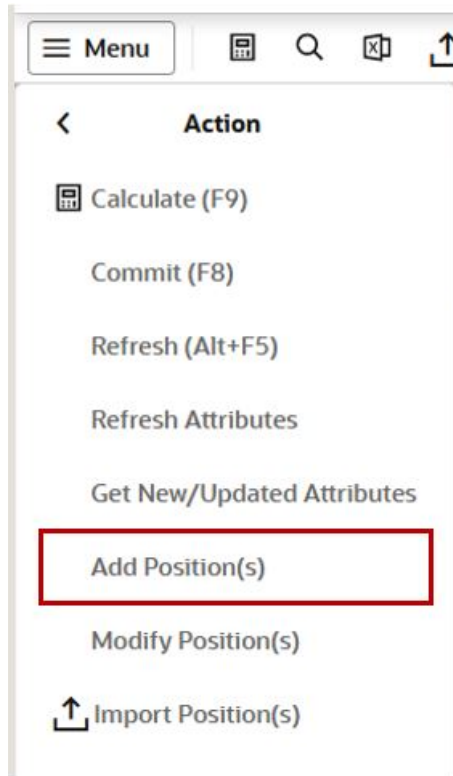 Menu
Action
Calculate (F9)
Commit (F8)
Refresh (Alt+F5)
Refresh Attributes
Get New/Updated Attributes
Add Position(s)
Modify Position(s)
Import Position(s)